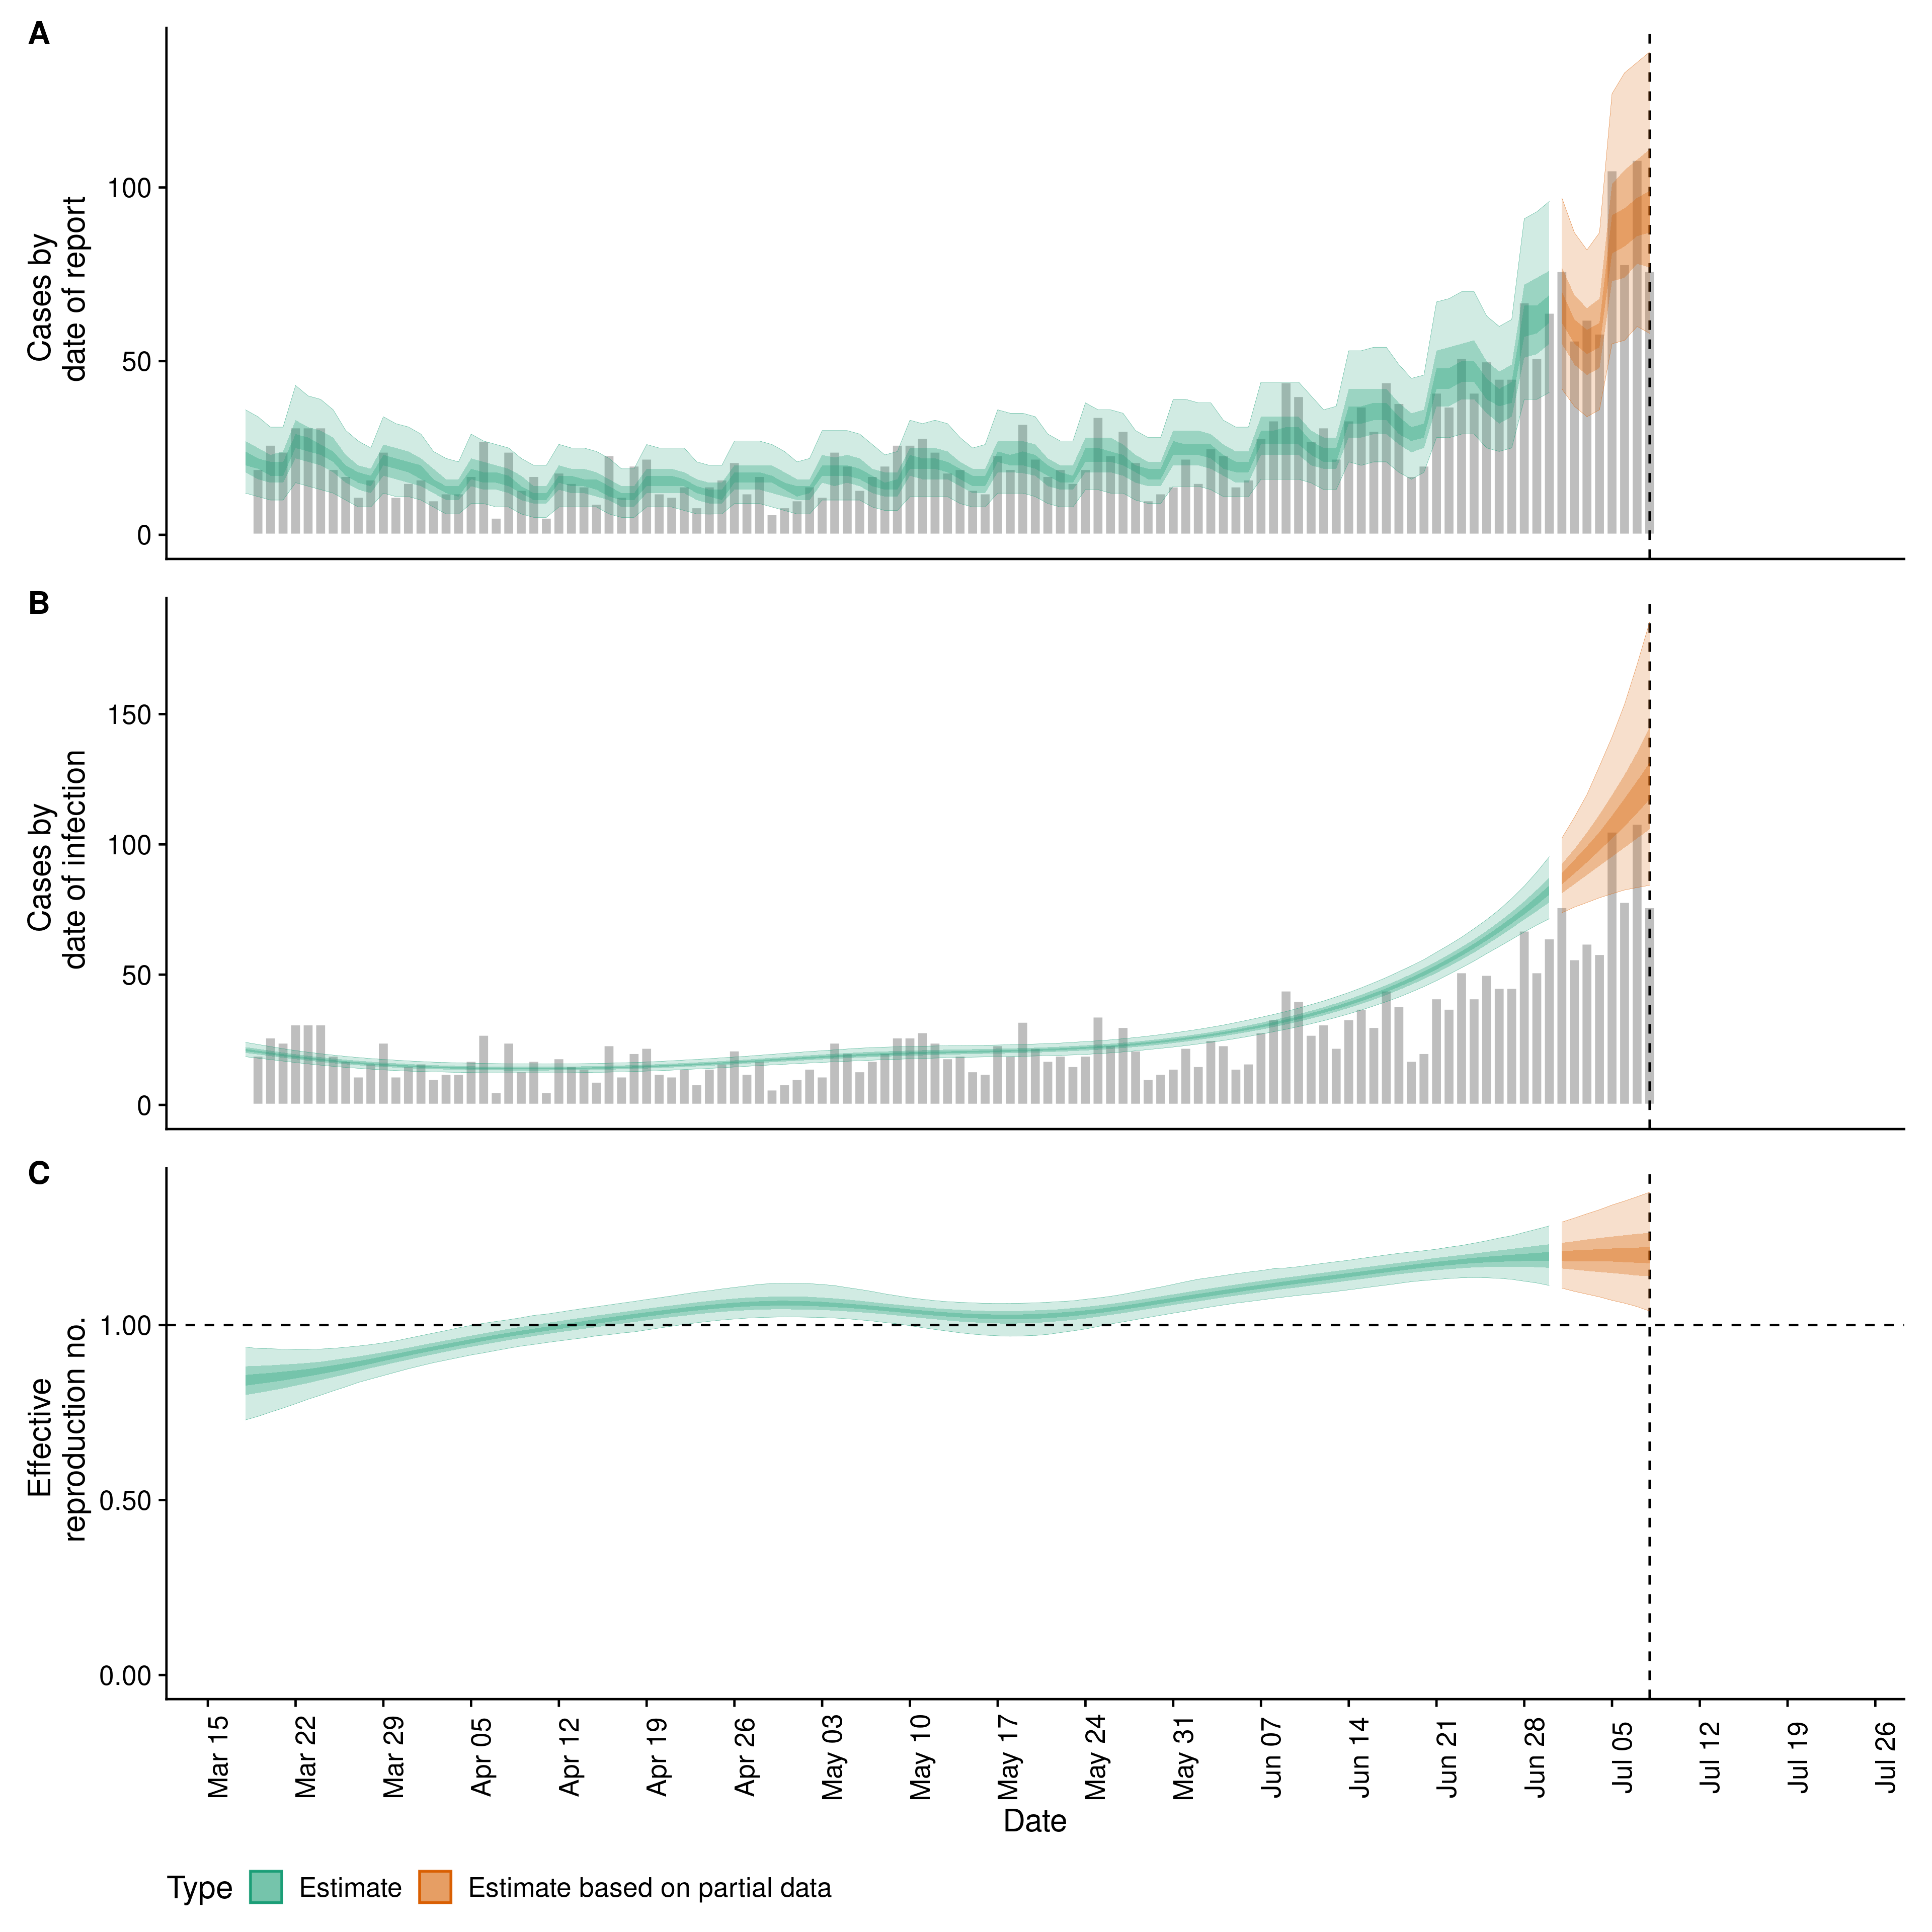 A
Cases by
date of report
100
50
0
B
Cases by
date of infection
150
100
50
0
C
Effective
reproduction no.
1.00
0.50
0.00
Mar 15
Mar 22
Mar 29
Apr 05
Apr 12
Apr 19
Apr 26
May 03
May 10
May 17
May 24
May 31
Jun 07
Jun 14
Jun 21
Jun 28
Jul 05
Jul 12
Jul 19
Jul 26
Date
Type Estimate Estimate based on partial data